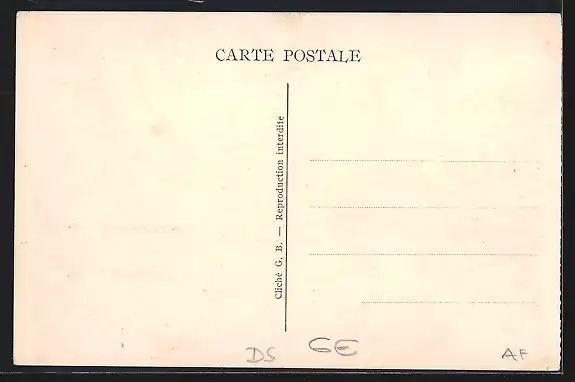 CARTE POSTALE
Cliché G. B. — Reproduction interdite
DS
GE
AF